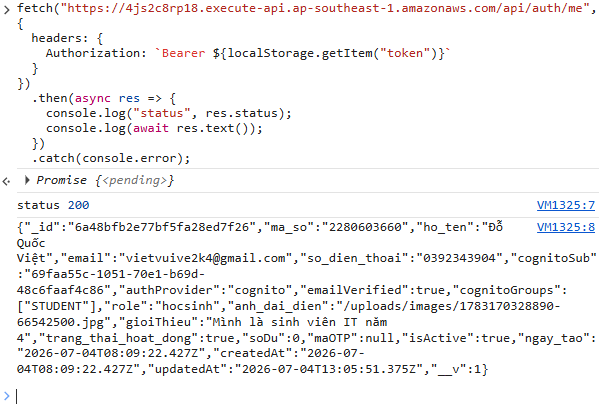 fetch("https://4js2c8rp18.execute-api.ap-southeast-1.amazonaws.com/api/auth/me",
{
headers: {
Authorization: `Bearer ${localStorage.getItem("token")}`
}
})
.then(async res => {
console.log("status", res.status);
console.log(await res.text());
})
.catch(console.error);
Promise {<pending>}
status 200 VM1325:7
{"_id":"6a48bfb2e77bf5fa28ed7f26","ma_so":"2280603660","ho_ten":"Đỗ VM1325:8
Quốc
Việt","email":"vietvuive2k4@gmail.com","so_dien_thoai":"0392343904","cognitoSub
":"69faa55c-1051-70e1-b69d-
48c6faaf4c86","authProvider":"cognito","emailVerified":true,"cognitoGroups":
["STUDENT"],"role":"hocsinh","anh_dai_dien":"/uploads/images/1783170328890-
66542500.jpg","gioiThieu":"Mình là sinh viên IT năm
4","trang_thai_hoat_dong":true,"soDu":0,"maOTP":null,"isActive":true,"ngay_tao":
"2026-07-04T08:09:22.427Z","createdAt":"2026-07-
04T08:09:22.427Z","updatedAt":"2026-07-04T13:05:51.375Z","__v":1}